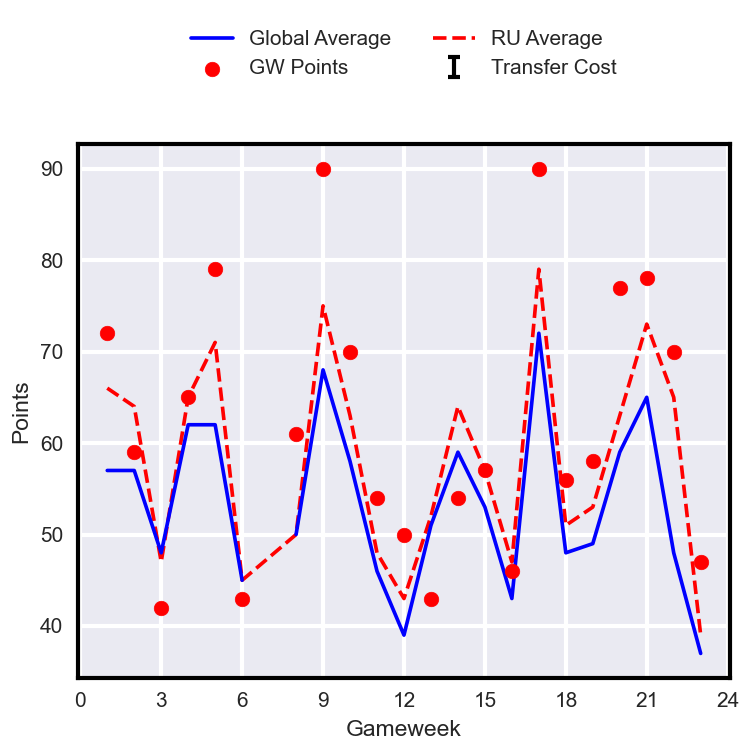 Global Average
RU Average
GW Points
Transfer Cost
90
80
70
60
50
40
Points
0 3 6 9 12 15 18 21 24
Gameweek